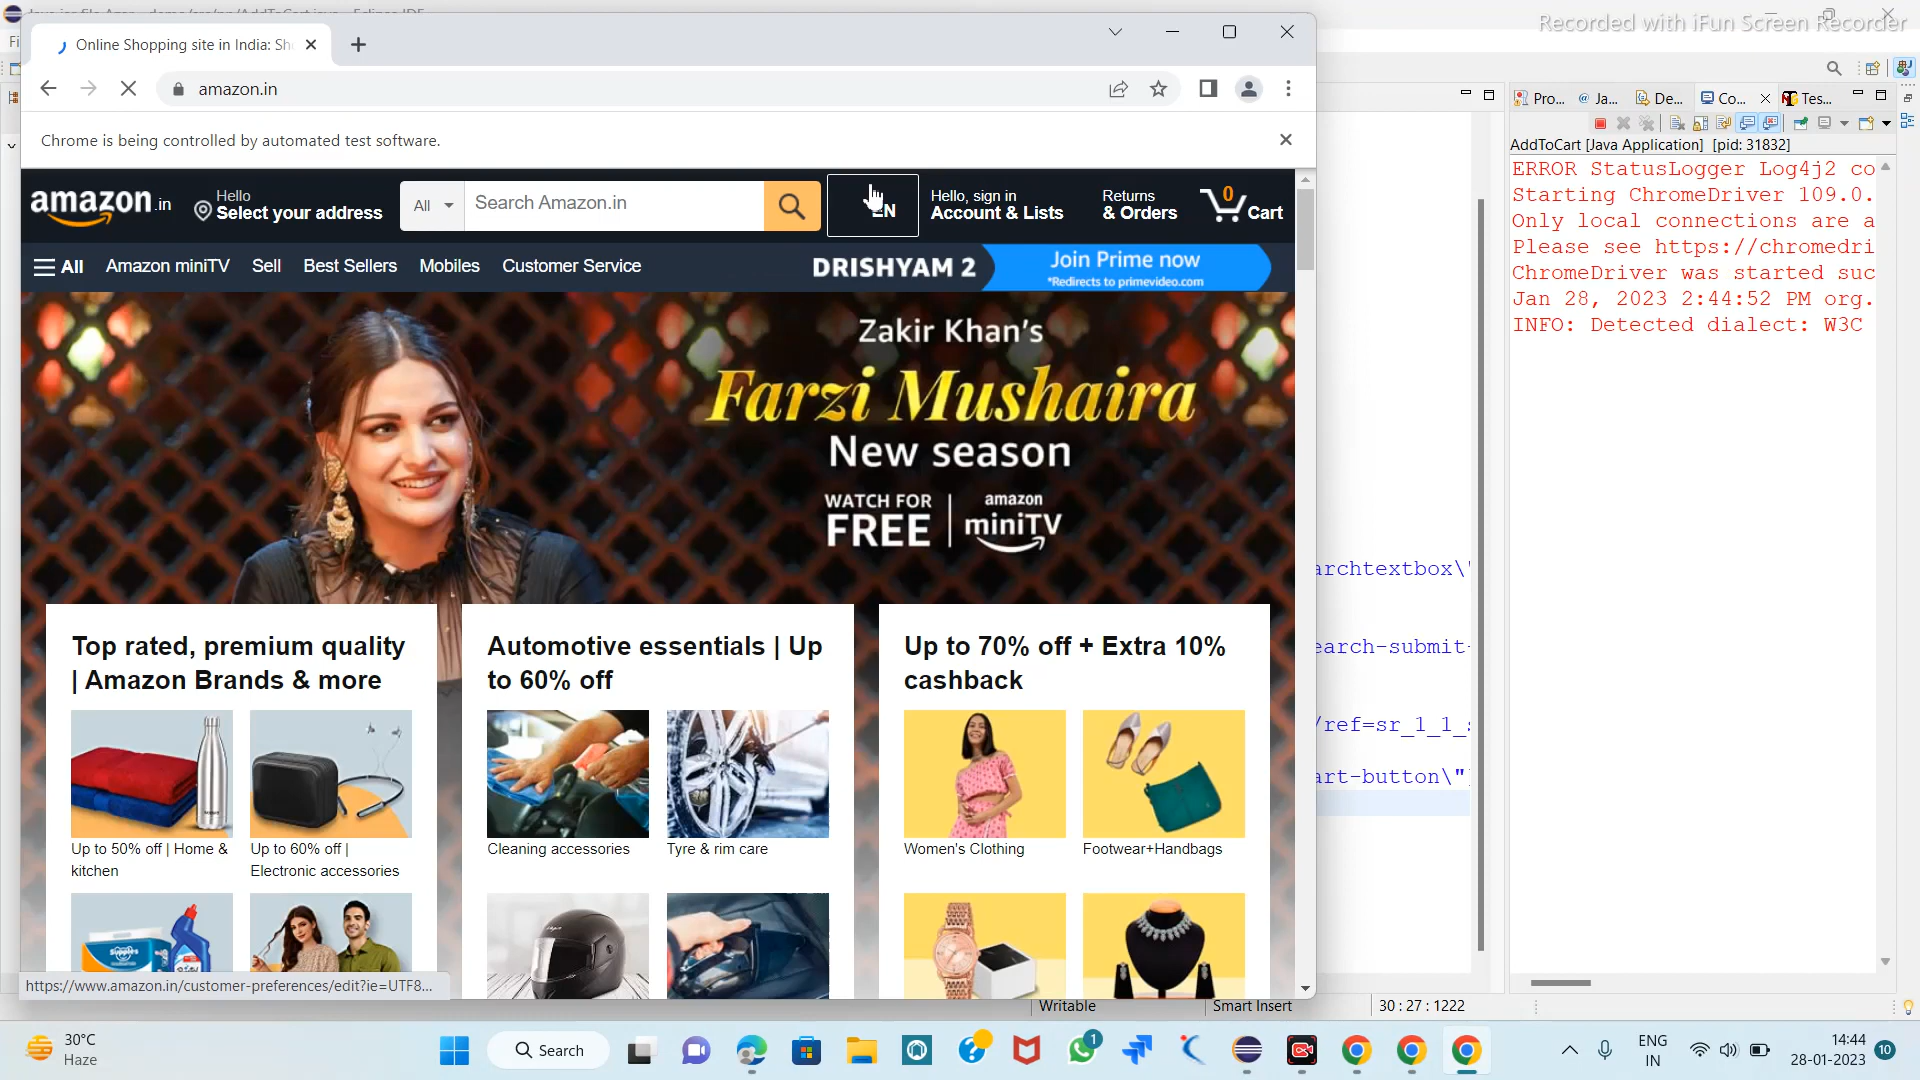 Recorded with iFun Screen Recorder
Online Shopping site in India: Sh
amazon.in
Chrome is being controlled by automated test software.
amazon.in
Hello
Select your address
All
Search Amazon.in
EN
Hello, sign in
Account & Lists
Returns
& Orders
0
Cart
All
Amazon miniTV
Sell
Best Sellers
Mobiles
Customer Service
DRISHYAM 2
Join Prime now
*Redirects to primevideo.com
Zakir Khan's
Farzi Mushaira
New season
WATCH FOR
FREE
amazon
miniTV
Top rated, premium quality
| Amazon Brands & more
Up to 50% off | Home &
kitchen
Up to 60% off |
Electronic accessories
Automotive essentials | Up
to 60% off
Cleaning accessories
Tyre & rim care
Up to 70% off + Extra 10%
cashback
Women's Clothing
Footwear+Handbags
https://www.amazon.in/customer-preferences/edit?ie=UTF8...
archtextbox\"
earch-submit-
/ref=sr_1_1_s
art-button\"]
Pro...
Ja...
De...
Co...
Tes...
AddToCart [Java Application] [pid: 31832]
ERROR StatusLogger Log4j2 co
Starting ChromeDriver 109.0.
Only local connections are a
Please see https://chromedri
ChromeDriver was started suc
Jan 28, 2023 2:44:52 PM org.
INFO: Detected dialect: W3C
Writable
Smart Insert
30 : 27 : 1222
30°C
Haze
Search
1
ENG
IN
14:44
28-01-2023
10